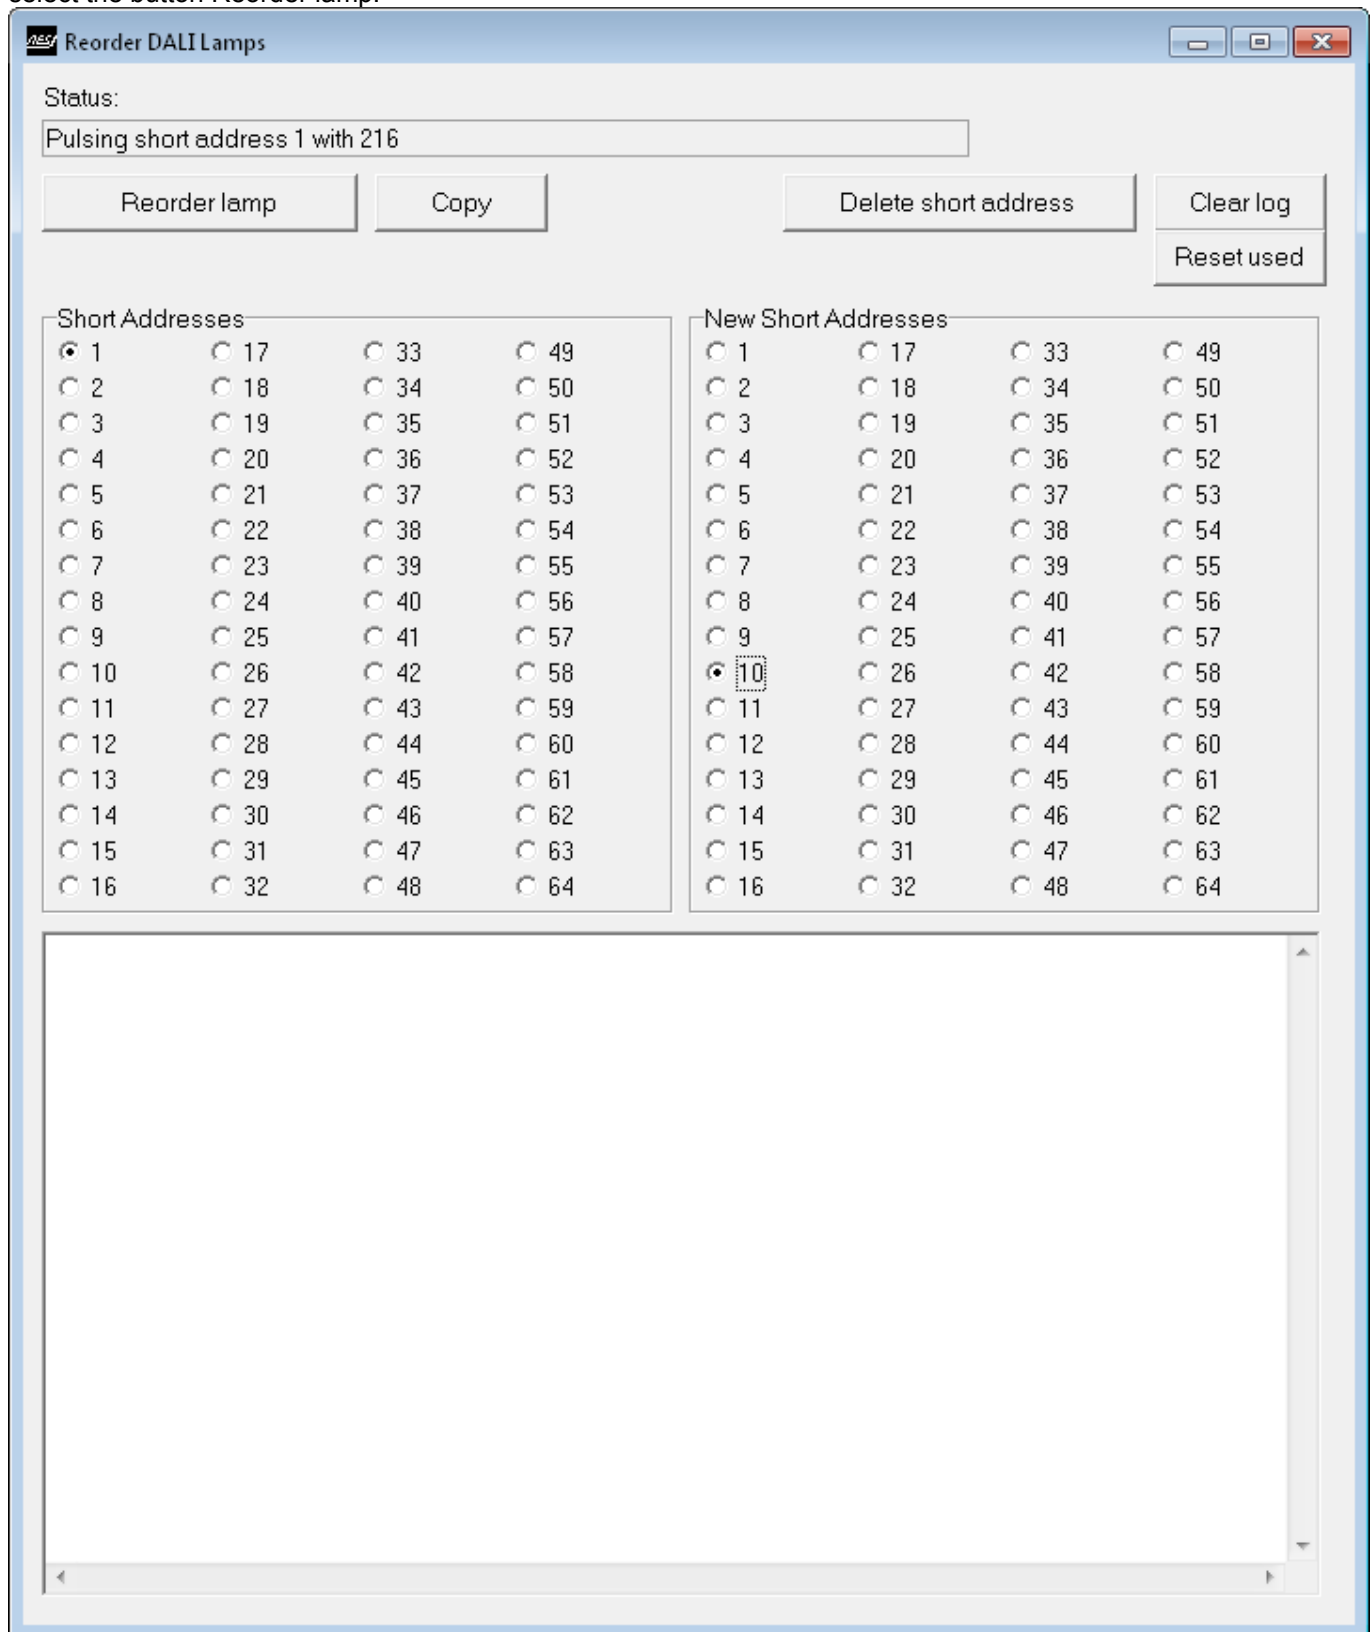 select the button Reorder lamp.
AES Reorder DALI Lamps
Status:
Pulsing short address 1 with 216
Reorder lamp Copy Delete short address Clear log
Reset used
Short Addresses New Short Addresses
1 17 33 49 1 17 33 49
2 18 34 50 2 18 34 50
3 19 35 51 3 19 35 51
4 20 36 52 4 20 36 52
5 21 37 53 5 21 37 53
6 22 38 54 6 22 38 54
7 23 39 55 7 23 39 55
8 24 40 56 8 24 40 56
9 25 41 57 9 25 41 57
10 26 42 58 10 26 42 58
11 27 43 59 11 27 43 59
12 28 44 60 12 28 44 60
13 29 45 61 13 29 45 61
14 30 46 62 14 30 46 62
15 31 47 63 15 31 47 63
16 32 48 64 16 32 48 64